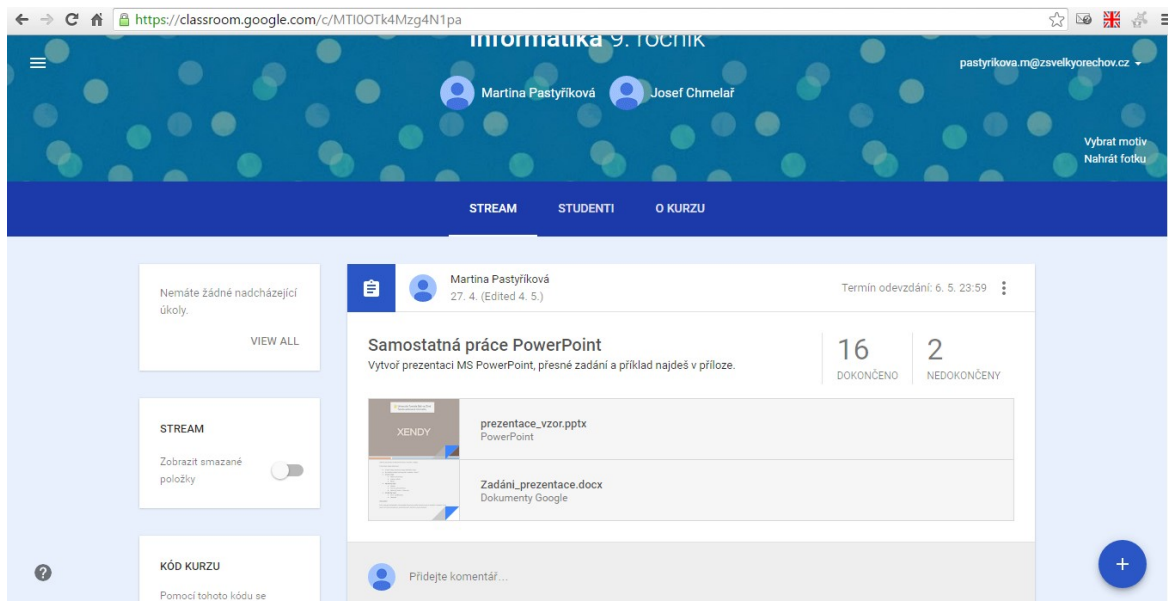 https://classroom.google.com/c/MTI0OTk4Mzg4N1pa
Informatika 9. ročník
pastyrikova.m@zsvelkyorechov.cz
Martina Pastyříková
Josef Chmelař
Vybrat motiv
Nahrát fotku
STREAM
STUDENTI
O KURZU
Nemáte žádné nadcházející
úkoly.
VIEW ALL
Martina Pastyříková
27. 4. (Edited 4. 5.)
Termín odevzdání: 6. 5. 23:59
Samostatná práce PowerPoint
Vytvoř prezentaci MS PowerPoint, přesné zadání a příklad najdeš v příloze.
16
DOKONČENO
2
NEDOKONČENY
STREAM
Zobrazit smazané
položky
XENDY
prezentace_vzor.pptx
PowerPoint
Zadáni_prezentace.docx
Dokumenty Google
KÓD KURZU
Pomocí tohoto kódu se
Přidejte komentář...